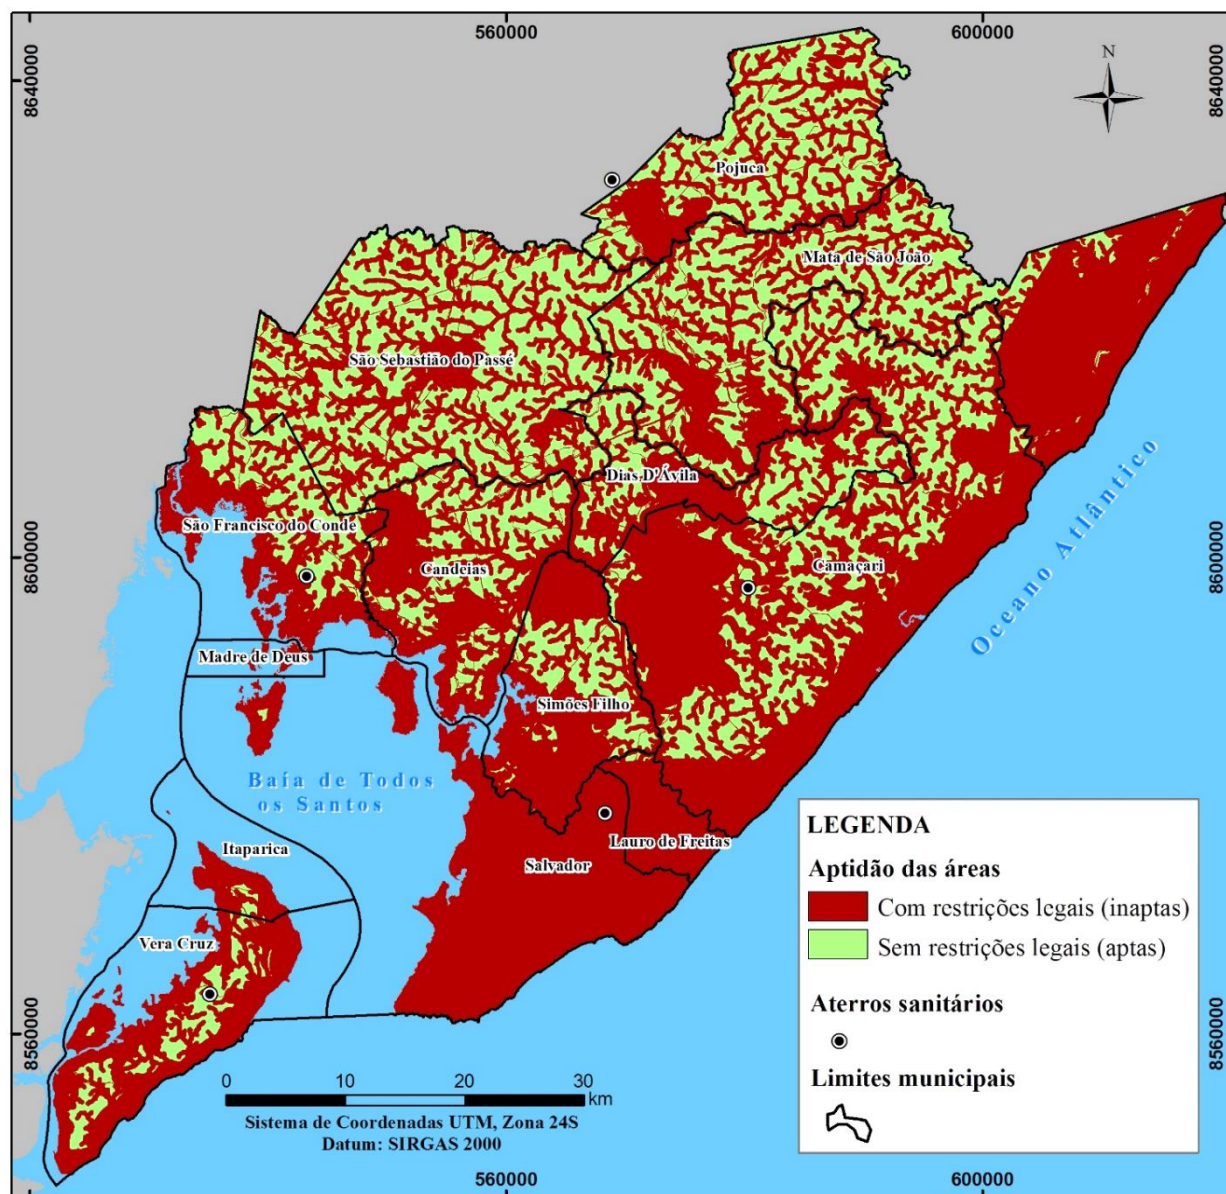 560000
600000
8640000
8640000
N
Pojuca
Mata de São João
São Sebastião do Passé
Dias D'Ávila
São Francisco do Conde
Candeias
Camaçari
8600000
8600000
Oceano Atlântico
Madre de Deus
Simões Filho
Baía de Todos
os Santos
Itaparica
Salvador
Lauro de Freitas
Vera Cruz
LEGENDA
Aptidão das áreas
Com restrições legais (inaptas)
Sem restrições legais (aptas)
Aterros sanitários
Limites municipais
8560000
8560000
0 10 20 30
km
Sistema de Coordenadas UTM, Zona 24S
Datum: SIRGAS 2000
560000
600000